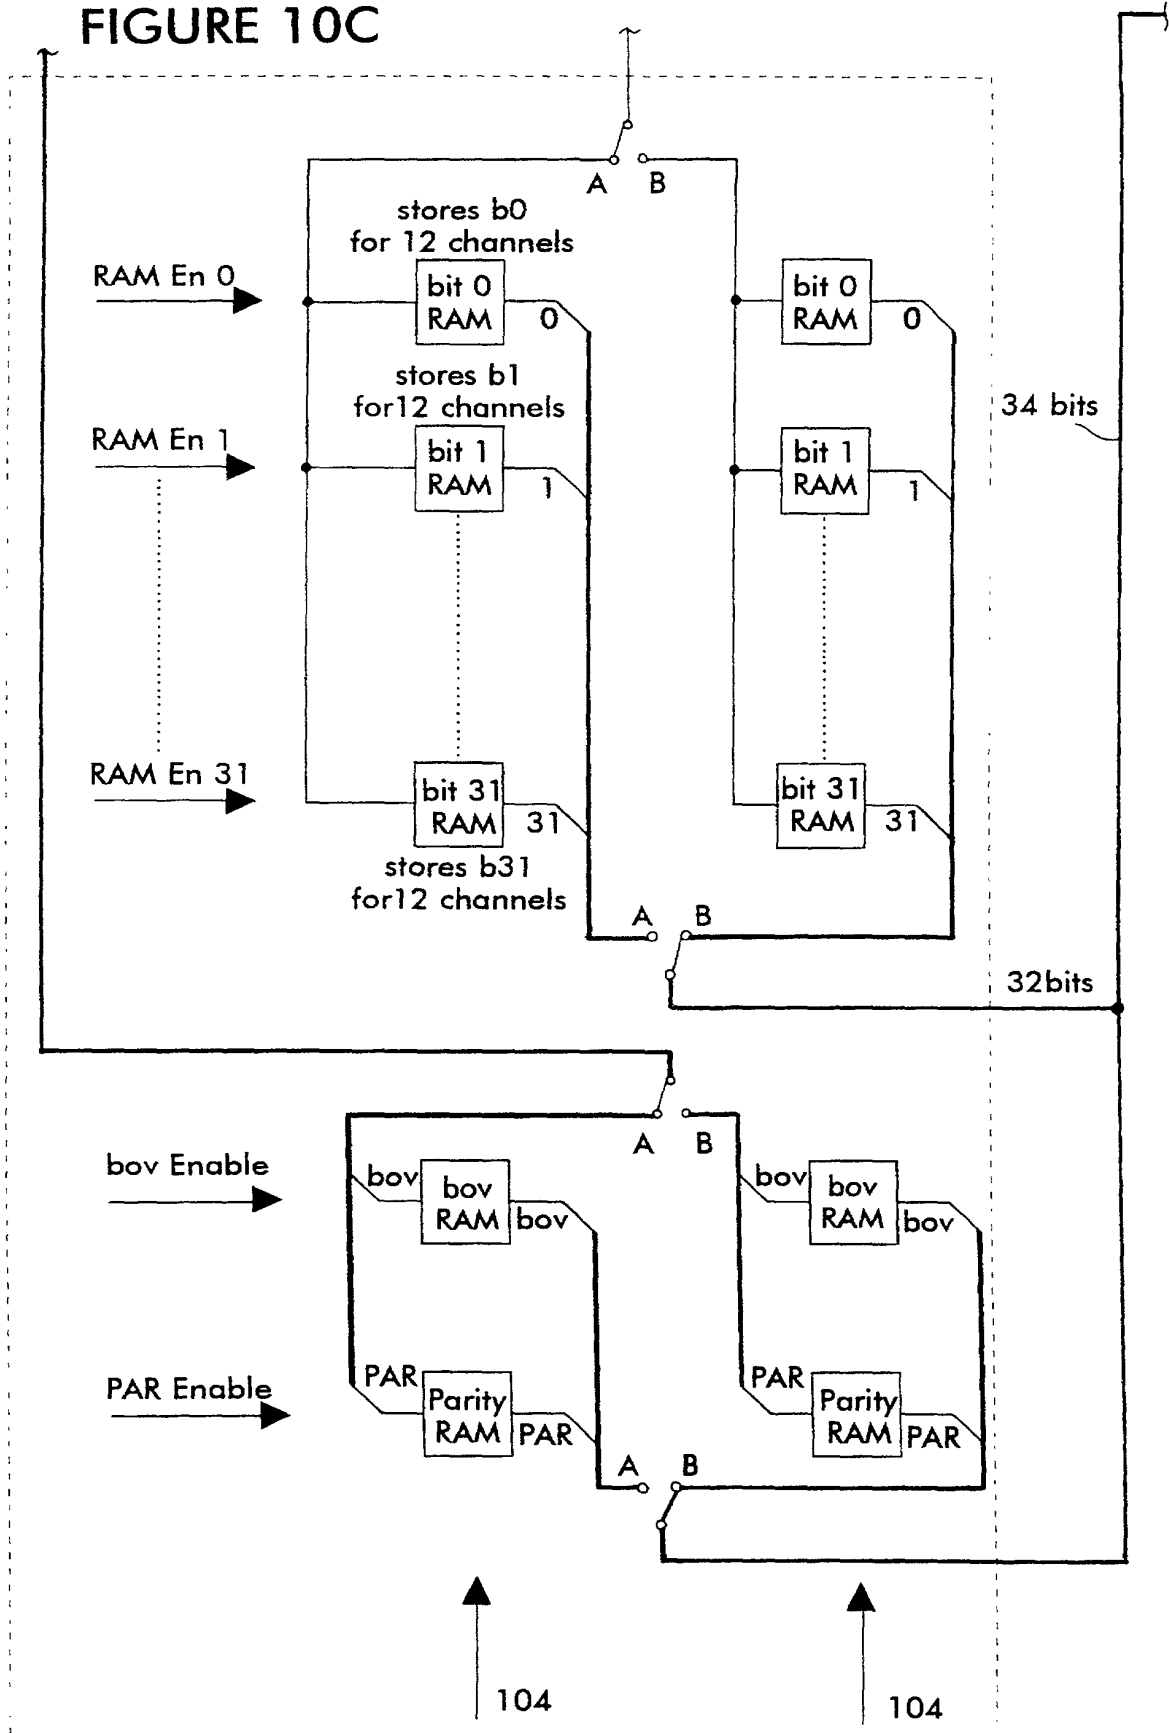 FIGURE 10C
A B
stores b0
for 12 channels
RAM En 0
bit 0
RAM
0
bit 0
RAM
0
stores b1
for12 channels
34 bits
RAM En 1
bit 1
RAM
1
bit 1
RAM
1
RAM En 31
bit 31
RAM
31
bit 31
RAM
31
stores b31
for12 channels
A B
32bits
A B
bov Enable
bov
bov
RAM
bov
bov
bov
RAM
bov
PAR Enable
PAR
Parity
RAM
PAR
PAR
Parity
RAM
PAR
A B
104
104